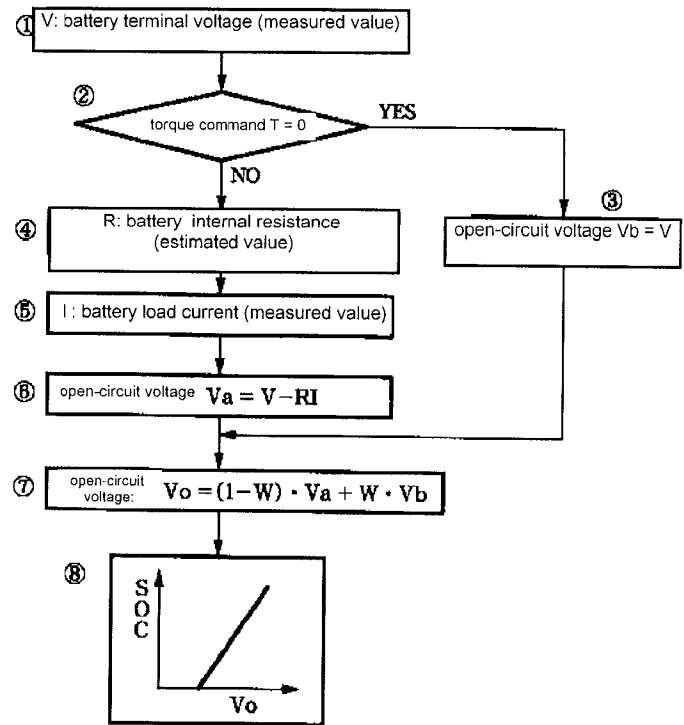 ① V: battery terminal voltage (measured value)
②
torque command T = 0
YES
NO
③
open-circuit voltage Vb = V
④ R: battery internal resistance
(estimated value)
⑤ I : battery load current (measured value)
⑥ open-circuit voltage Va = V-RI
⑦ open-circuit
voltage: Vo = (1-W) · Va + W · Vb
⑧
S
O
C
Vo